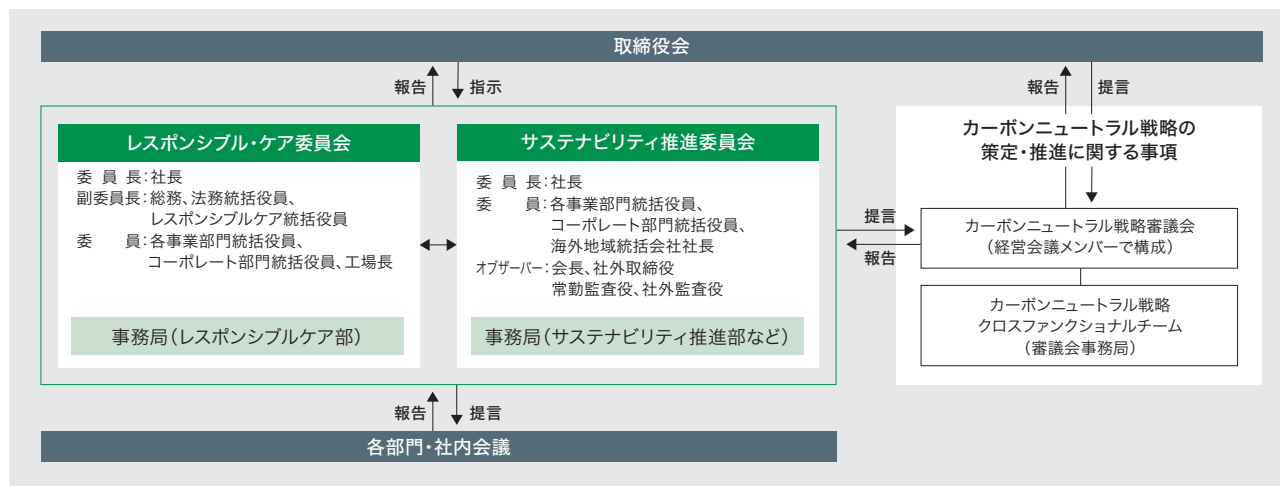 取締役会
報告
指示
報告
提言
レスポンシブル・ケア委員会
委員長:社長
副委員長:総務、法務統括役員、
レスポンシブルケア統括役員
委員:各事業部門統括役員、
コーポレート部門統括役員、工場長
事務局(レスポンシブルケア部)
サステナビリティ推進委員会
委員長:社長
委員:各事業部門統括役員、
コーポレート部門統括役員、
海外地域統括会社社長
オブザーバー:会長、社外取締役
常勤監査役、社外監査役
事務局(サステナビリティ推進部など)
提言
報告
カーボンニュートラル戦略の
策定・推進に関する事項
カーボンニュートラル戦略審議会
(経営会議メンバーで構成)
カーボンニュートラル戦略
クロスファンクショナルチーム
(審議会事務局)
報告
提言
各部門・社内会議